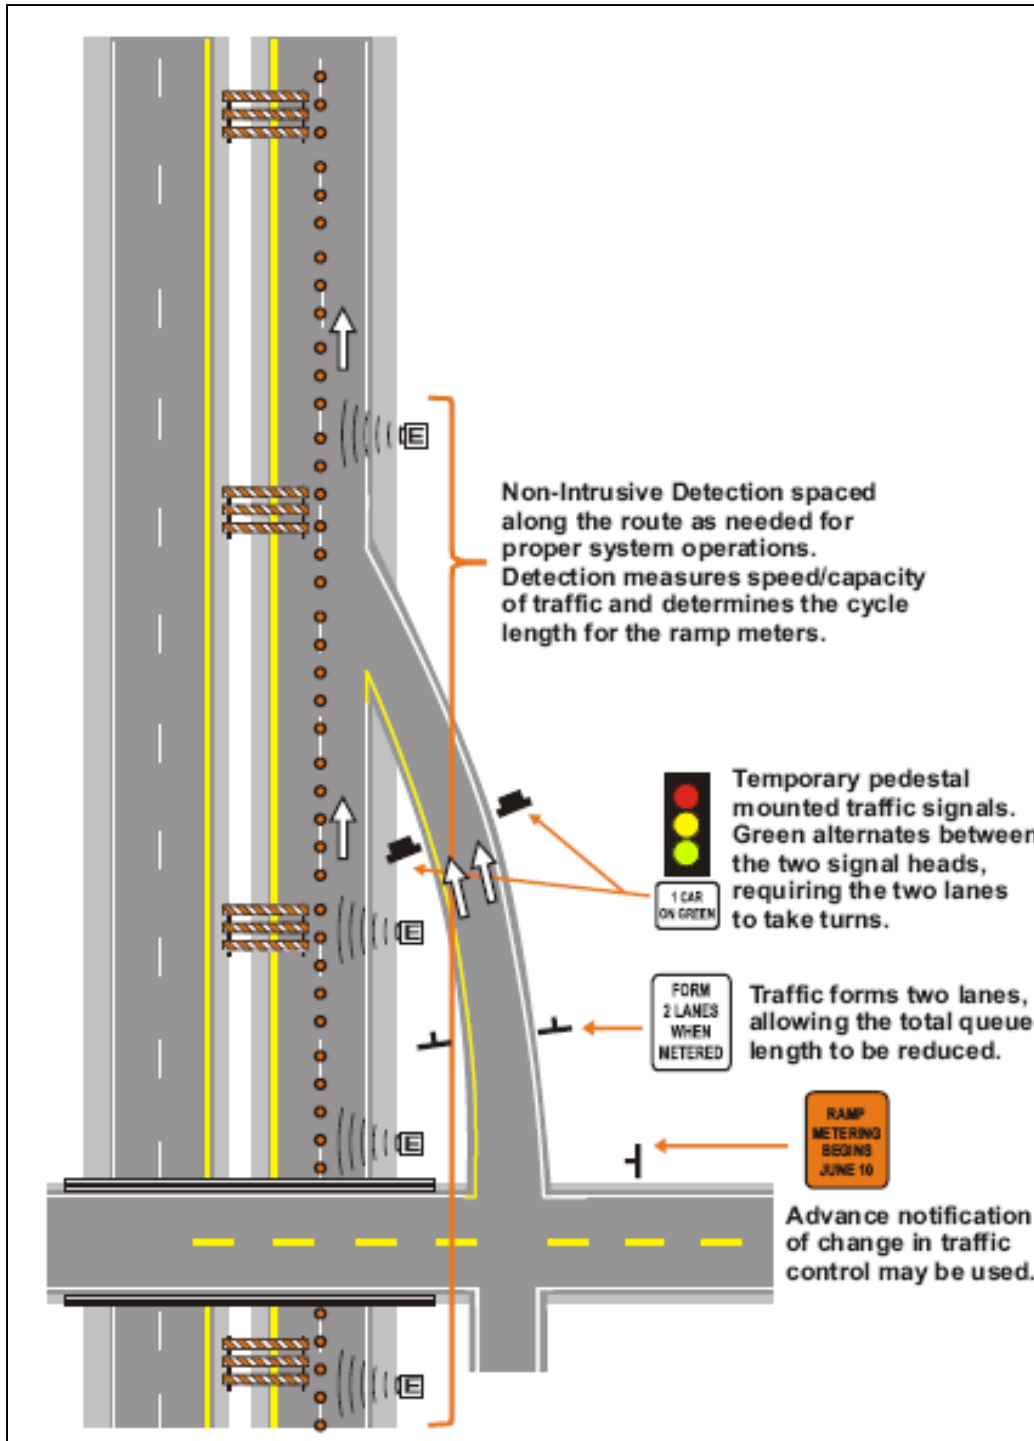 Non-Intrusive Detection spaced
along the route as needed for
proper system operations.
Detection measures speed/capacity
of traffic and determines the cycle
length for the ramp meters.
Temporary pedestal
mounted traffic signals.
Green alternates between
the two signal heads,
requiring the two lanes
to take turns.
1 CAR
ON GREEN
FORM
2 LANES
WHEN
METERED
Traffic forms two lanes,
allowing the total queue
length to be reduced.
RAMP
METERING
BEGINS
JUNE 10
Advance notification
of change in traffic
control may be used.